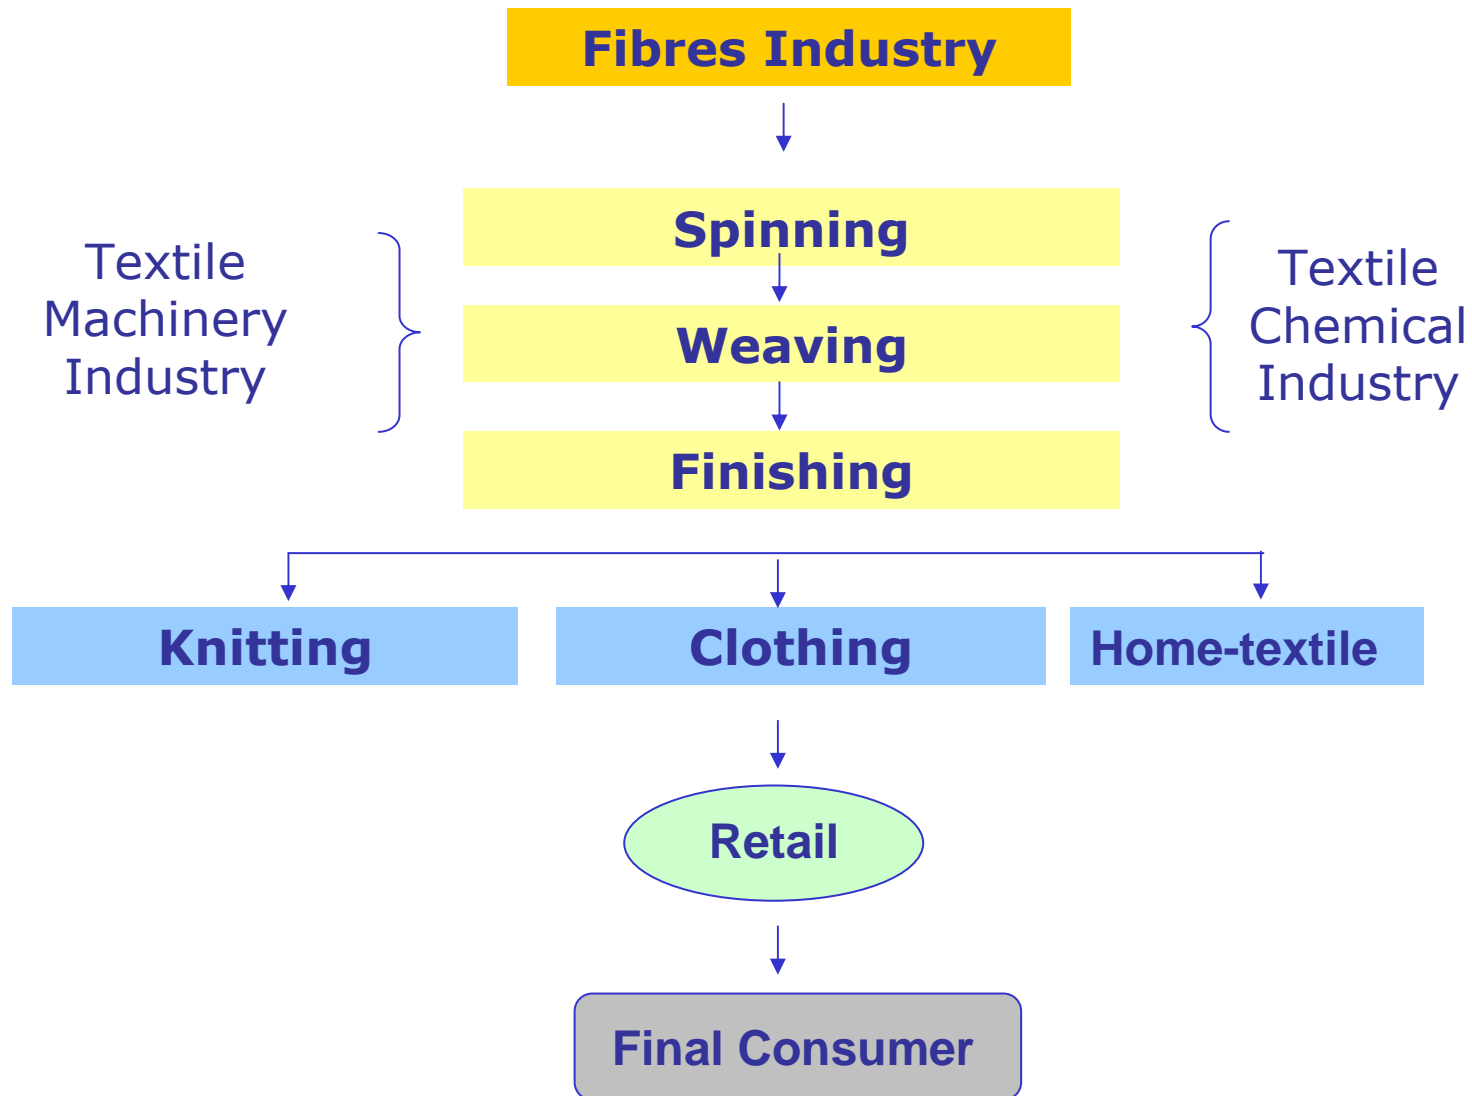 Fibres Industry
Spinning
Textile
Machinery
Industry
Textile
Chemical
Industry
Weaving
Finishing
Knitting
Clothing
Home-textile
Retail
Final Consumer